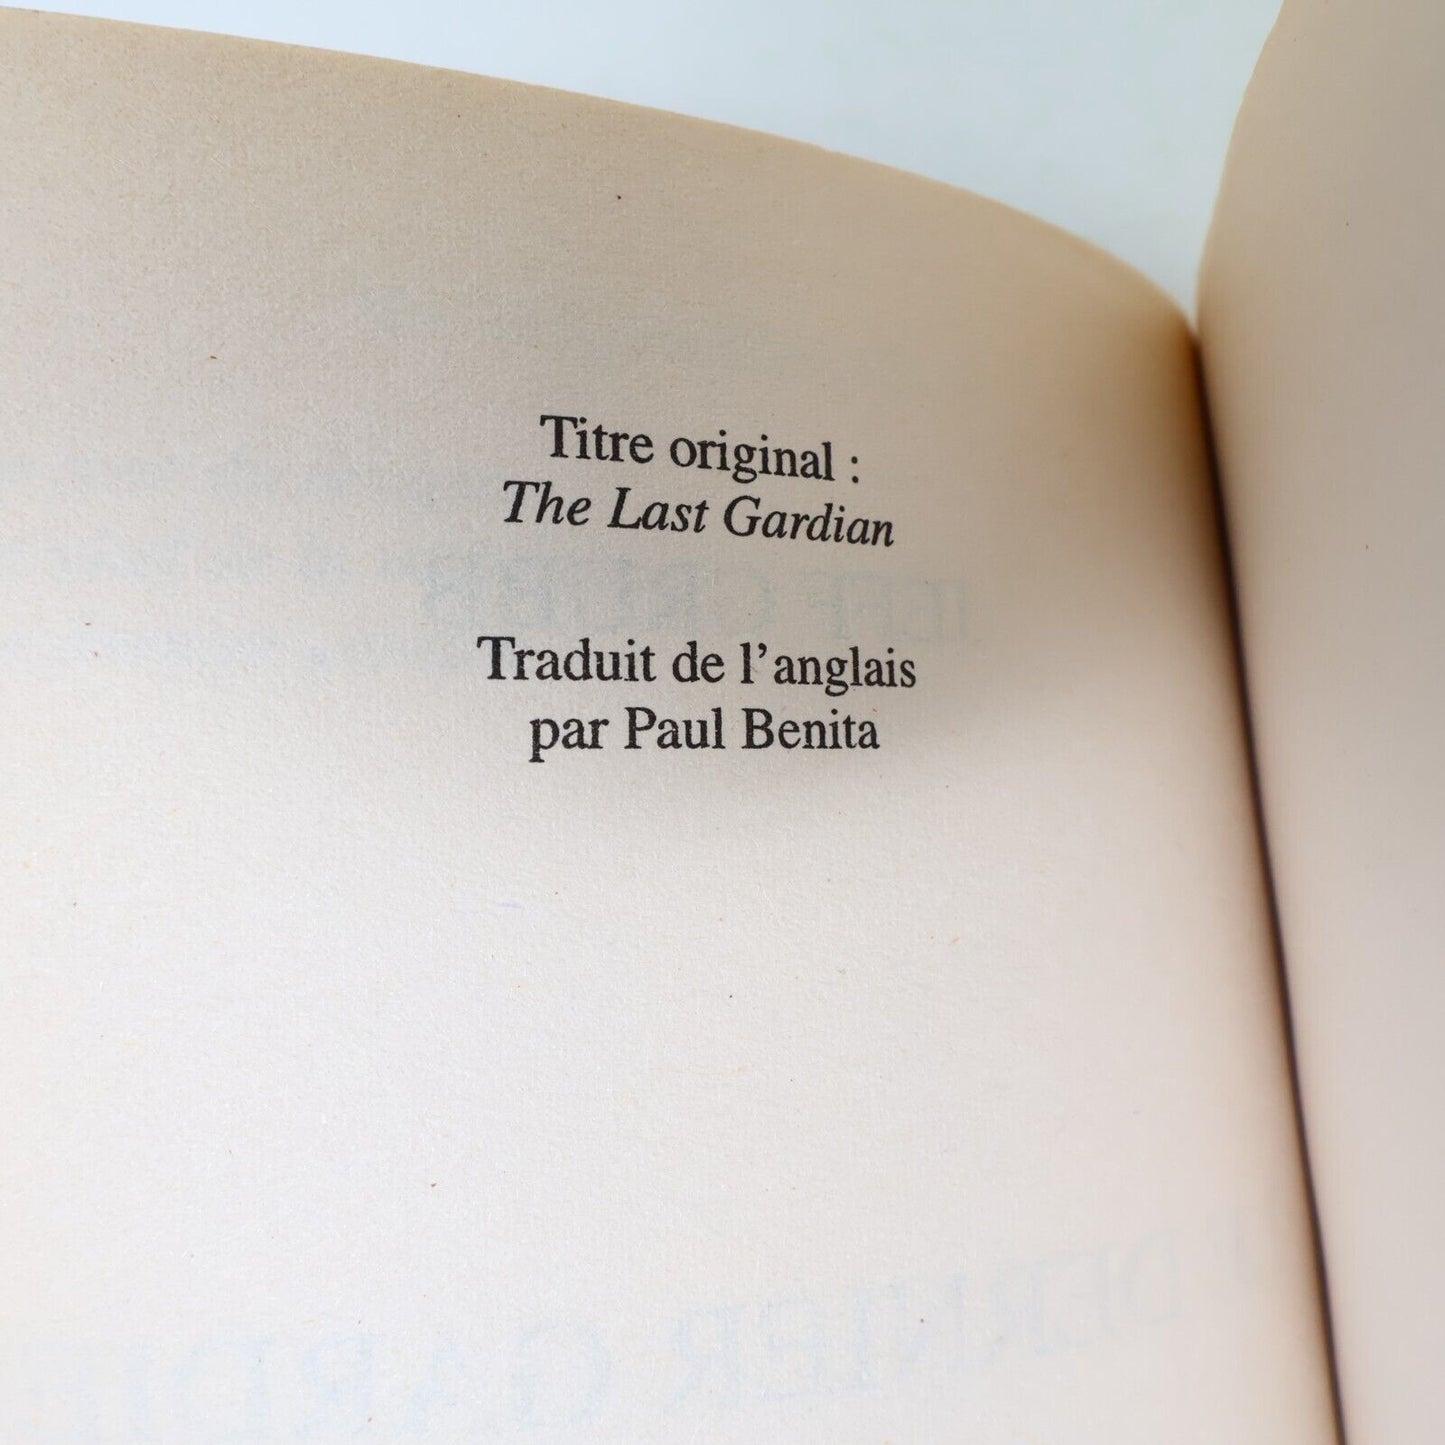 Titre original :
The Last Gardian
Traduit de l'anglais
par Paul Benita